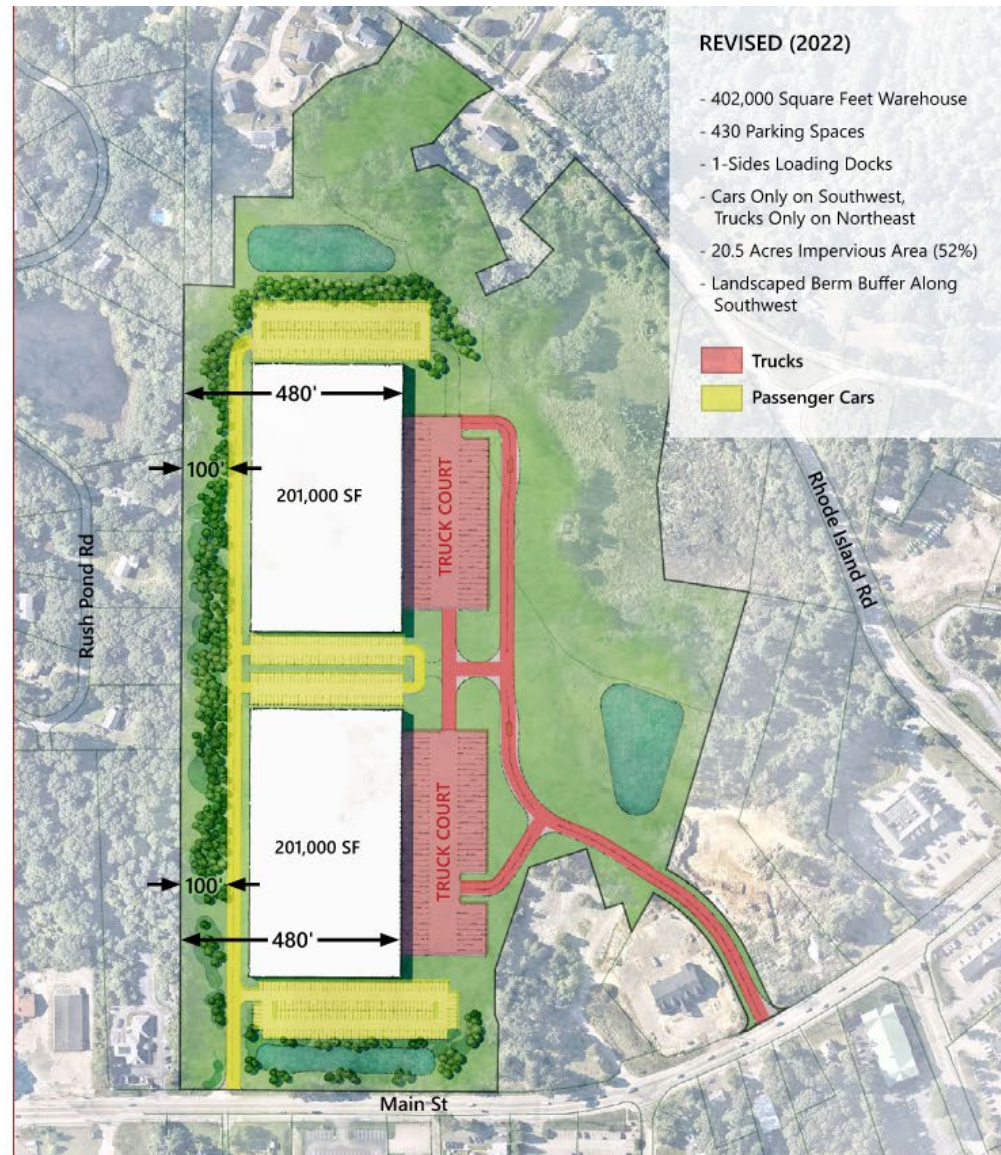 REVISED (2022)
- 402,000 Square Feet Warehouse
- 430 Parking Spaces
- 1-Sides Loading Docks
- Cars Only on Southwest,
Trucks Only on Northeast
- 20.5 Acres Impervious Area (52%)
- Landscaped Berm Buffer Along
Southwest
Trucks
Passenger Cars
480'
100'
201,000 SF
TRUCK COURT
Rush Pond Rd
Rhode Island Rd
201,000 SF
TRUCK COURT
100'
480'
Main St